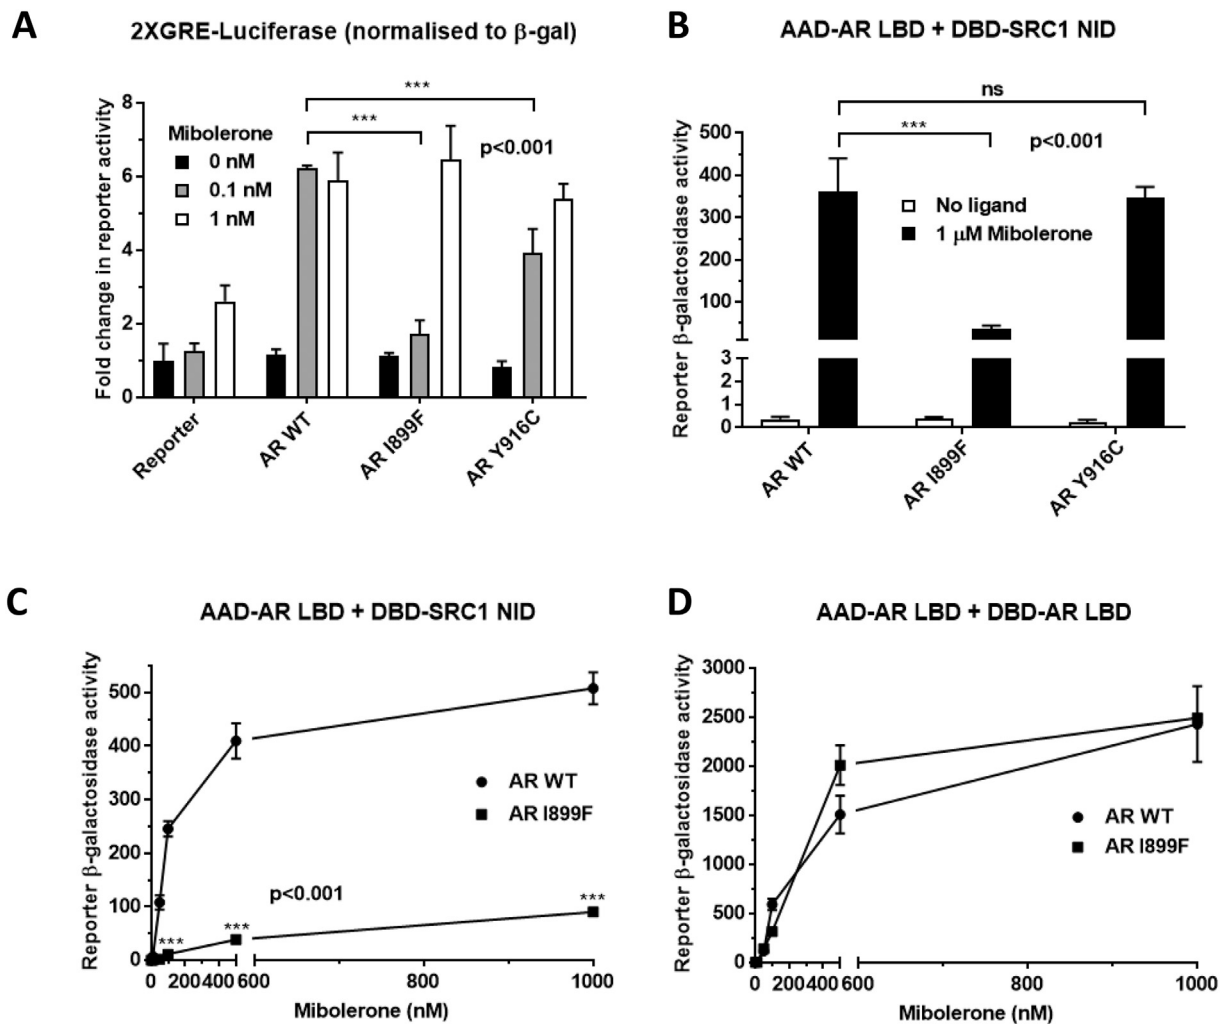 A
2XGRE-Luciferase (normalised to β-gal)
Fold change in reporter activity
8
6
4
2
0
Mibolerone
0 nM
0.1 nM
1 nM
***
***
p<0.001
Reporter
AR WT
AR I899F
AR Y916C
B
AAD-AR LBD + DBD-SRC1 NID
Reporter β-galactosidase activity
500
400
300
200
100
3
2
1
0
ns
***
p<0.001
No ligand
1 μM Mibolerone
AR WT
AR I899F
AR Y916C
C
AAD-AR LBD + DBD-SRC1 NID
Reporter β-galactosidase activity
500
400
300
200
100
0
AR WT
AR I899F
p<0.001
***
***
***
0 200 400 600 800 1000
Mibolerone (nM)
D
AAD-AR LBD + DBD-AR LBD
Reporter β-galactosidase activity
3000
2500
2000
1500
1000
500
0
AR WT
AR I899F
0 200 400 600 800 1000
Mibolerone (nM)